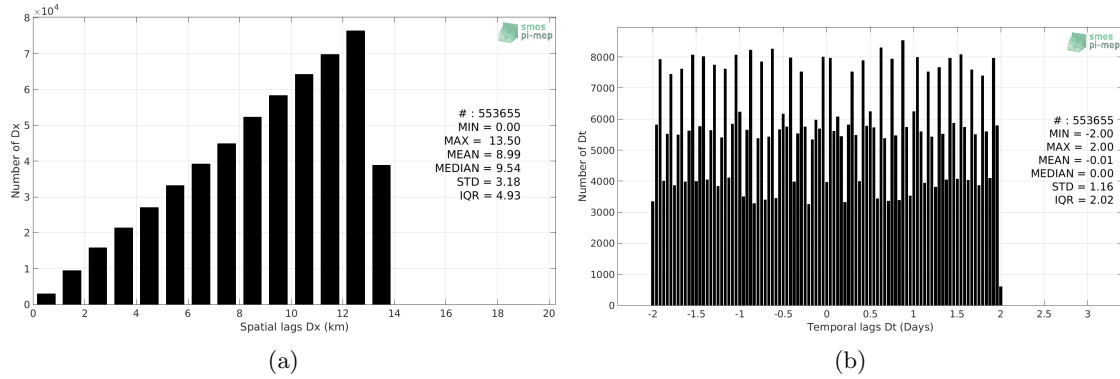 ×10⁴
8
7
6
5
4
3
2
1
0
Number of Dx
smos
pi-mep
# : 553655
MIN = 0.00
MAX = 13.50
MEAN = 8.99
MEDIAN = 9.54
STD = 3.18
IQR = 4.93
0 2 4 6 8 10 12 14 16 18 20
Spatial lags Dx (km)
(a)
8000
7000
6000
5000
4000
3000
2000
1000
0
Number of Dt
smos
pi-mep
# : 553655
MIN = -2.00
MAX = 2.00
MEAN = -0.01
MEDIAN = 0.00
STD = 1.16
IQR = 2.02
-2 -1.5 -1 -0.5 0 0.5 1 1.5 2 2.5 3
Temporal lags Dt (Days)
(b)